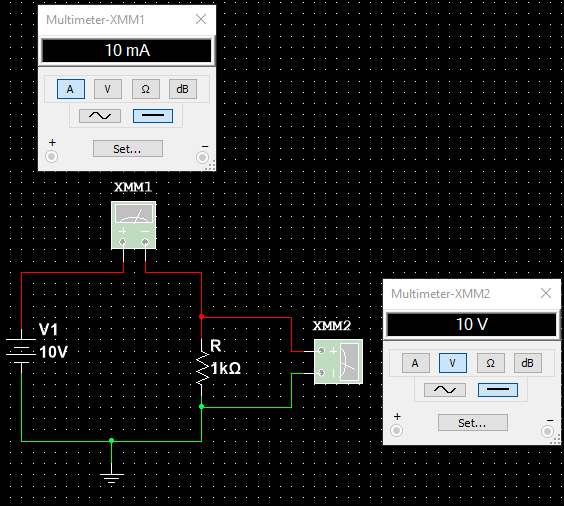 Multimeter-XMM1
10 mA
A V Ω dB
Set...
+ −
XMM1
+ −
V1
10V
R
1kΩ
XMM2
+
−
Multimeter-XMM2
10 V
A V Ω dB
Set...
+ −